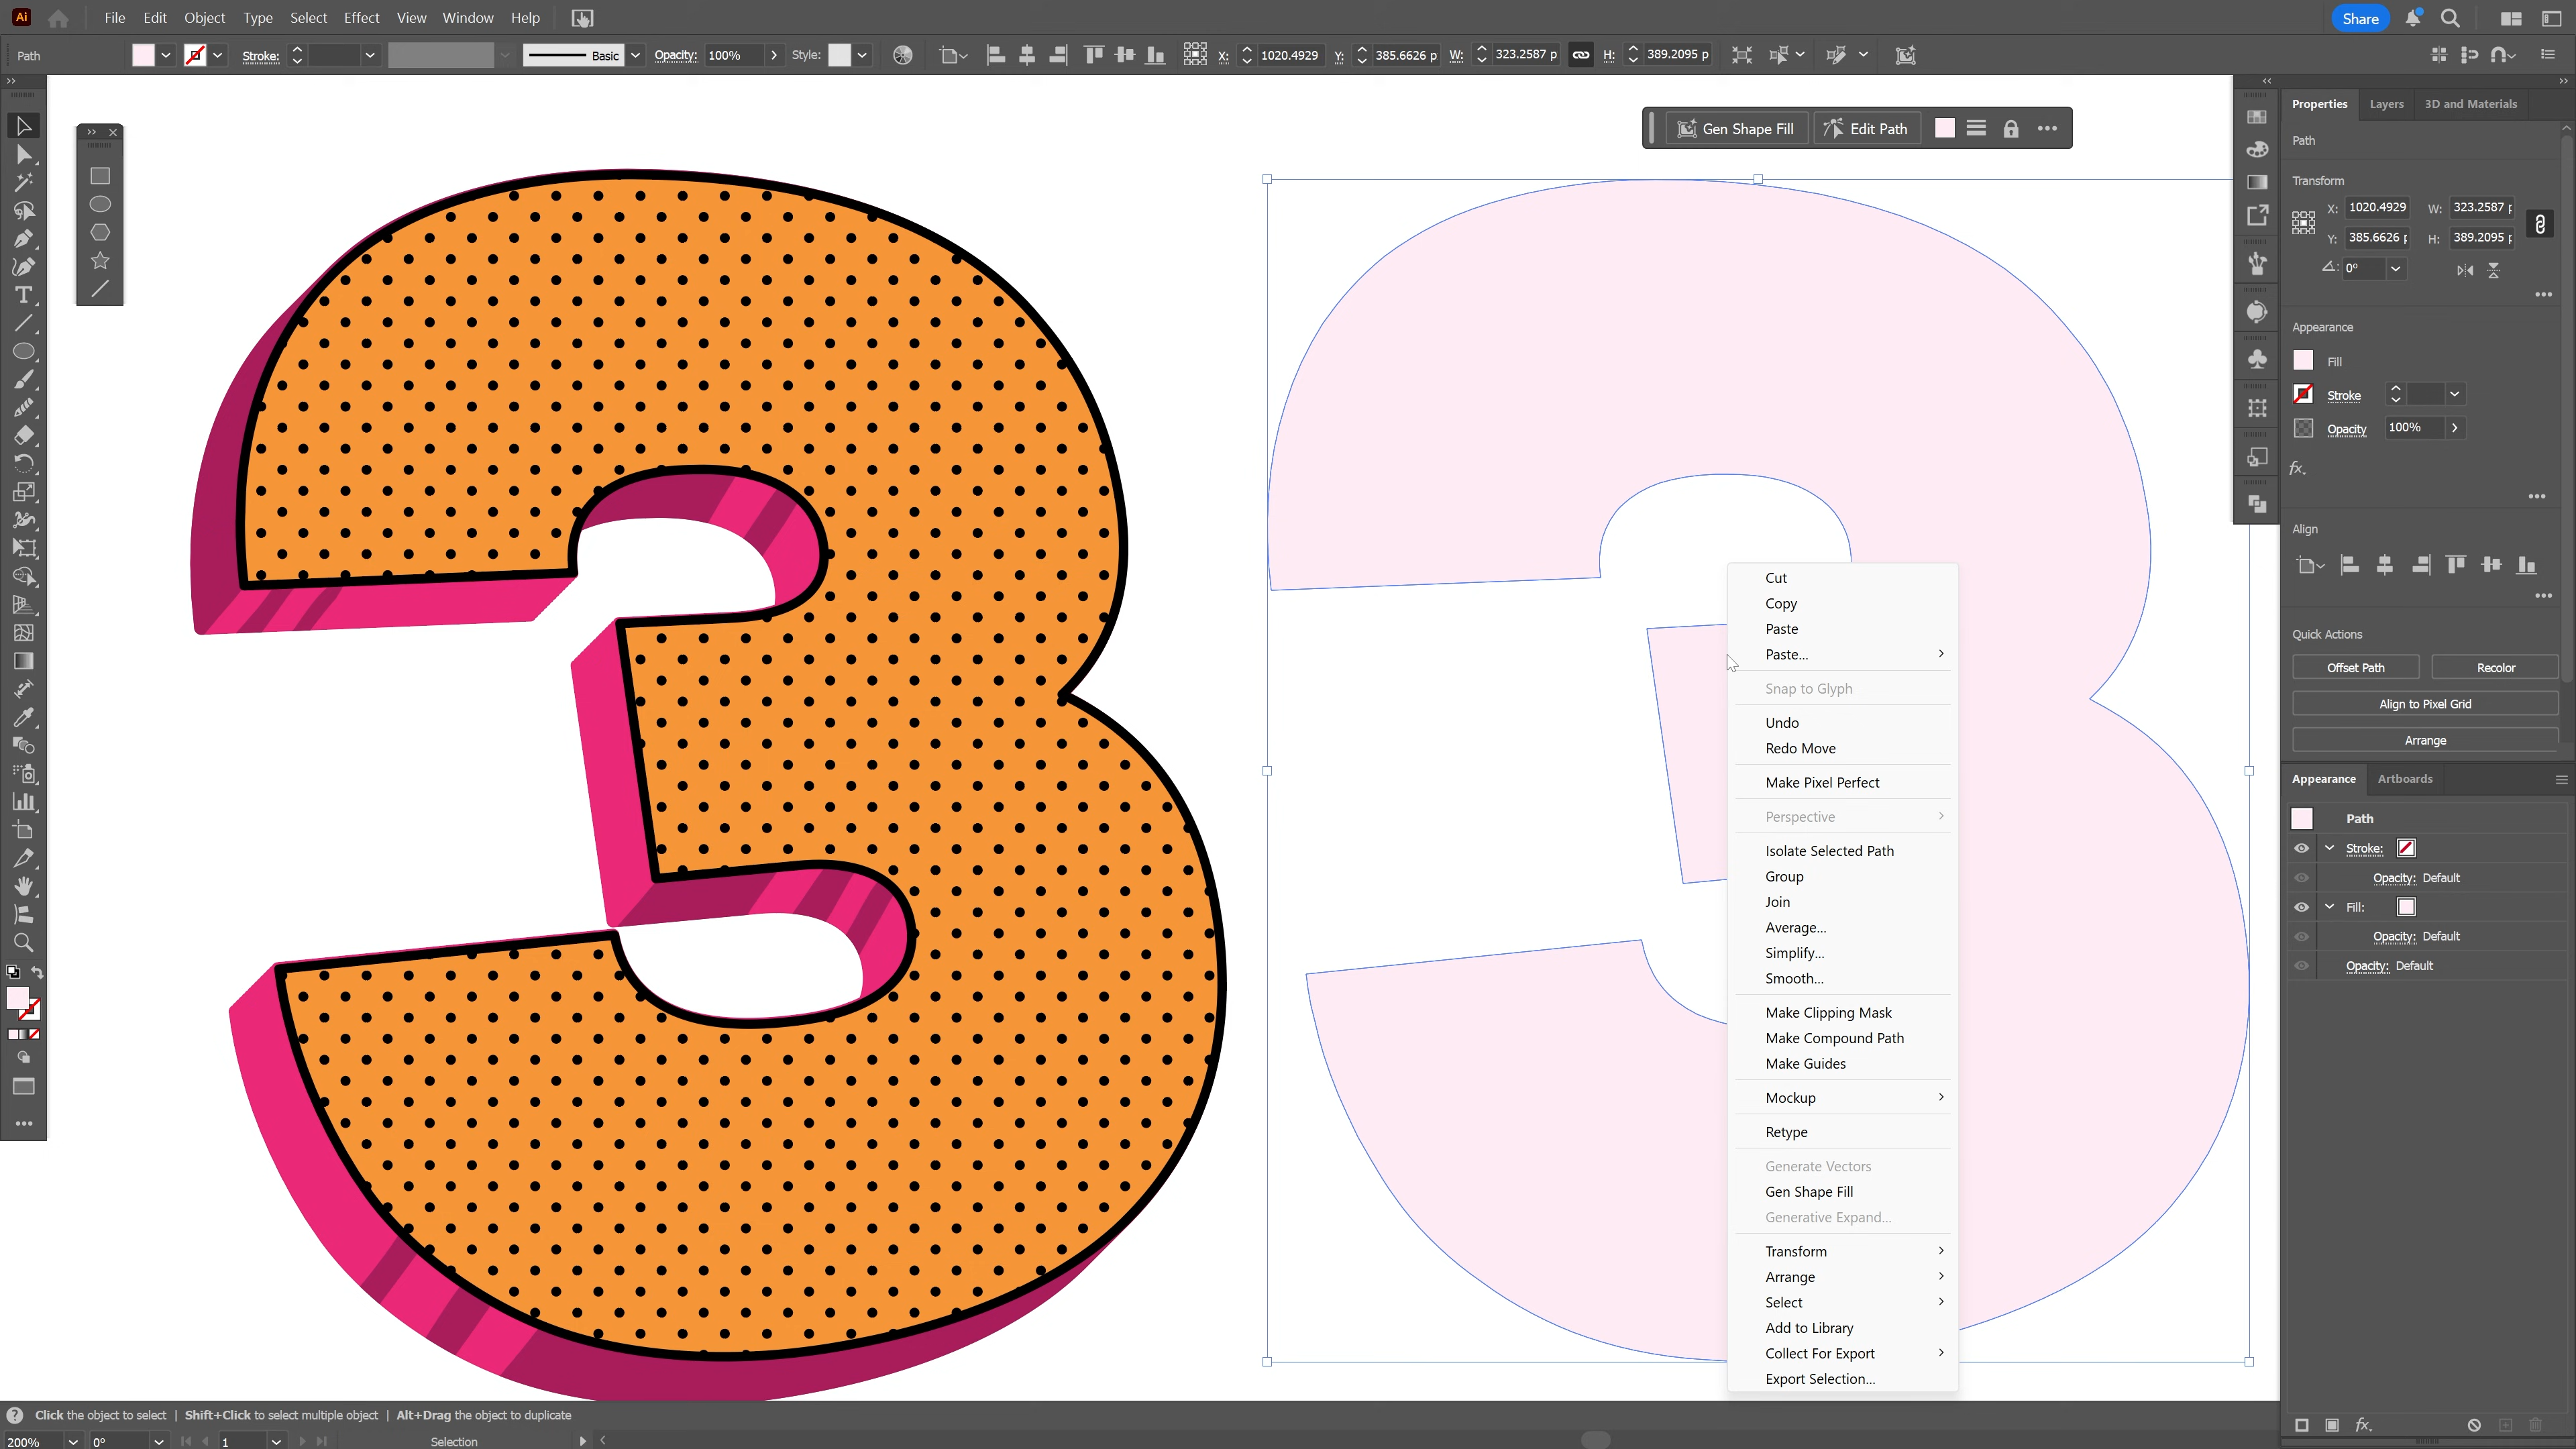 Ai File Edit Object Type Select Effect View Window Help Share
Path Stroke: Basic Opacity: 100% Style: X: 1020.4929 Y: 385.6626 p W: 323.2587 p H: 389.2095 p
Gen Shape Fill Edit Path
Properties Layers 3D and Materials
Path
Transform
X: 1020.4929 W: 323.2587
Y: 385.6626 H: 389.2095
0°
Appearance
Fill
Stroke
Opacity 100%
fx.
Align
Quick Actions
Offset Path Recolor
Align to Pixel Grid
Arrange
Appearance Artboards
Path
Stroke:
Opacity: Default
Fill:
Opacity: Default
Opacity: Default
fx.
3
Cut
Copy
Paste
Paste...
Snap to Glyph
Undo
Redo Move
Make Pixel Perfect
Perspective
Isolate Selected Path
Group
Join
Average...
Simplify...
Smooth...
Make Clipping Mask
Make Compound Path
Make Guides
Mockup
Retype
Generate Vectors
Gen Shape Fill
Generative Expand...
Transform
Arrange
Select
Add to Library
Collect For Export
Export Selection...
Click the object to select | Shift+Click to select multiple object | Alt+Drag the object to duplicate
200% 0° 1 Selection